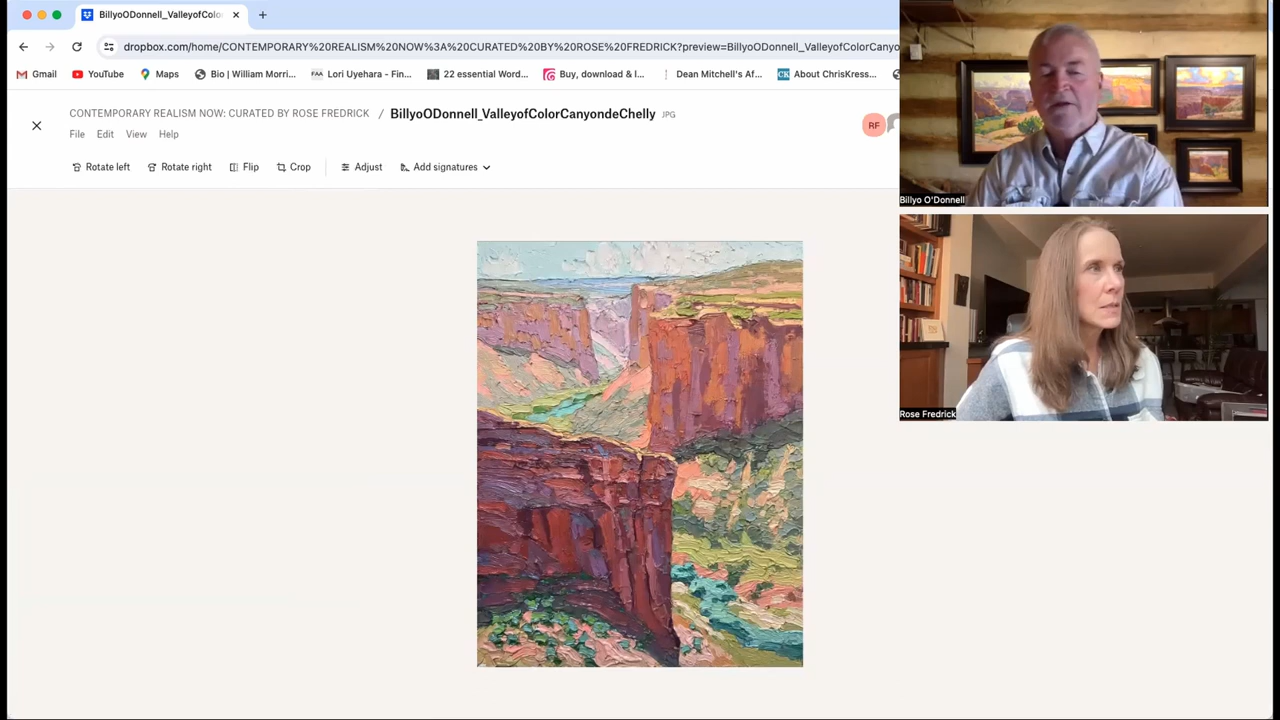 BillyoODonnell_ValleyofColo
dropbox.com/home/CONTEMPORARY%20REALISM%20NOW%3A%20CURATED%20BY%20ROSE%20FREDRICK?preview=BillyoODonnell_ValleyofColorCanyo
Gmail YouTube Maps Bio | William Morri... FAA Lori Uyehara - Fin... 22 essential Word... Buy, download & l... Dean Mitchell's Af... CK About ChrisKress...
CONTEMPORARY REALISM NOW: CURATED BY ROSE FREDRICK / BillyoODonnell_ValleyofColorCanyondeChelly JPG
RF
File Edit View Help
Rotate left Rotate right Flip Crop Adjust Add signatures
Billyo O'Donnell
Rose Fredrick